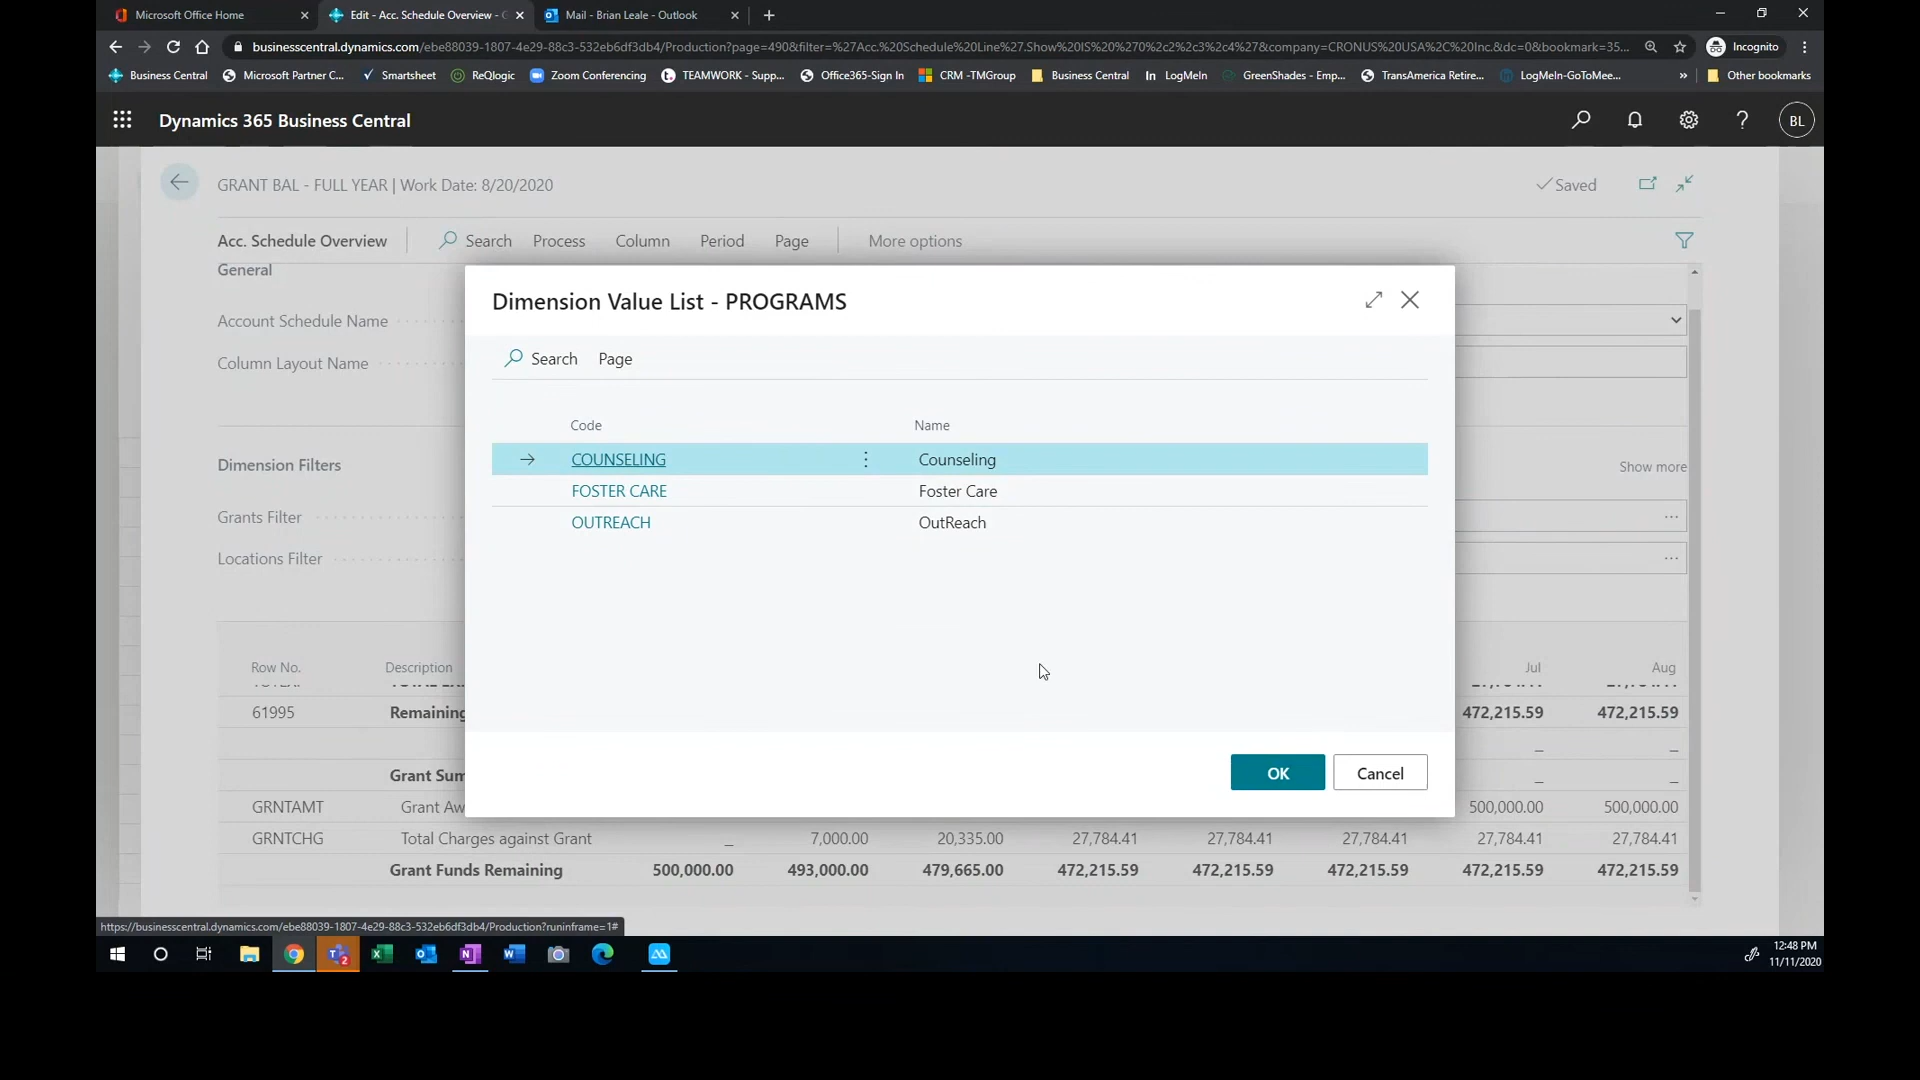 Microsoft Office Home
Edit - Acc. Schedule Overview - G
Mail - Brian Leale - Outlook
businesscentral.dynamics.com/ebe88039-1807-4e29-88c3-532eb6df3db4/Production?page=490&filter=%27Acc.%20Schedule%20Line%27.Show%20IS%20%270%2c2%2c3%2c4%27&company=CRONUS%20USA%2C%20Inc.&dc=0&bookmark=35...
Incognito
Business Central
Microsoft Partner C...
Smartsheet
ReQlogic
Zoom Conferencing
TEAMWORK - Supp...
Office365-Sign In
CRM -TMGroup
Business Central
LogMeIn
GreenShades - Emp...
TransAmerica Retire...
LogMeIn-GoToMee...
Other bookmarks
Dynamics 365 Business Central
BL
GRANT BAL - FULL YEAR | Work Date: 8/20/2020
Saved
Acc. Schedule Overview
Search
Process
Column
Period
Page
More options
General
Account Schedule Name
Column Layout Name
Dimension Filters
Show more
Grants Filter
Locations Filter
Dimension Value List - PROGRAMS
Search
Page
Code Name
COUNSELING Counseling
FOSTER CARE Foster Care
OUTREACH OutReach
OK
Cancel
Row No. Description Jul Aug
61995 Remaining 472,215.59 472,215.59
Grant Sum
GRNTAMT Grant Aw 500,000.00 500,000.00
GRNTCHG Total Charges against Grant _ 7,000.00 20,335.00 27,784.41 27,784.41 27,784.41 27,784.41 27,784.41
Grant Funds Remaining 500,000.00 493,000.00 479,665.00 472,215.59 472,215.59 472,215.59 472,215.59 472,215.59
https://businesscentral.dynamics.com/ebe88039-1807-4e29-88c3-532eb6df3db4/Production?runinframe=1#
12:48 PM
11/11/2020